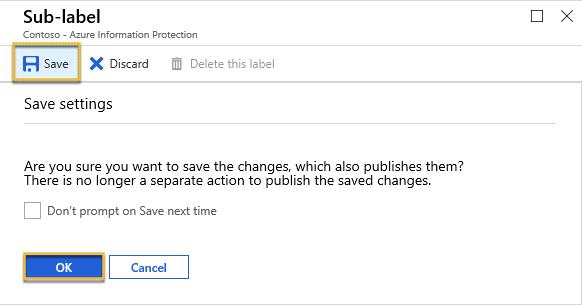 Sub-label
Contoso - Azure Information Protection
Save
Discard
Delete this label
Save settings
Are you sure you want to save the changes, which also publishes them?
There is no longer a separate action to publish the saved changes.
Don't prompt on Save next time
OK
Cancel